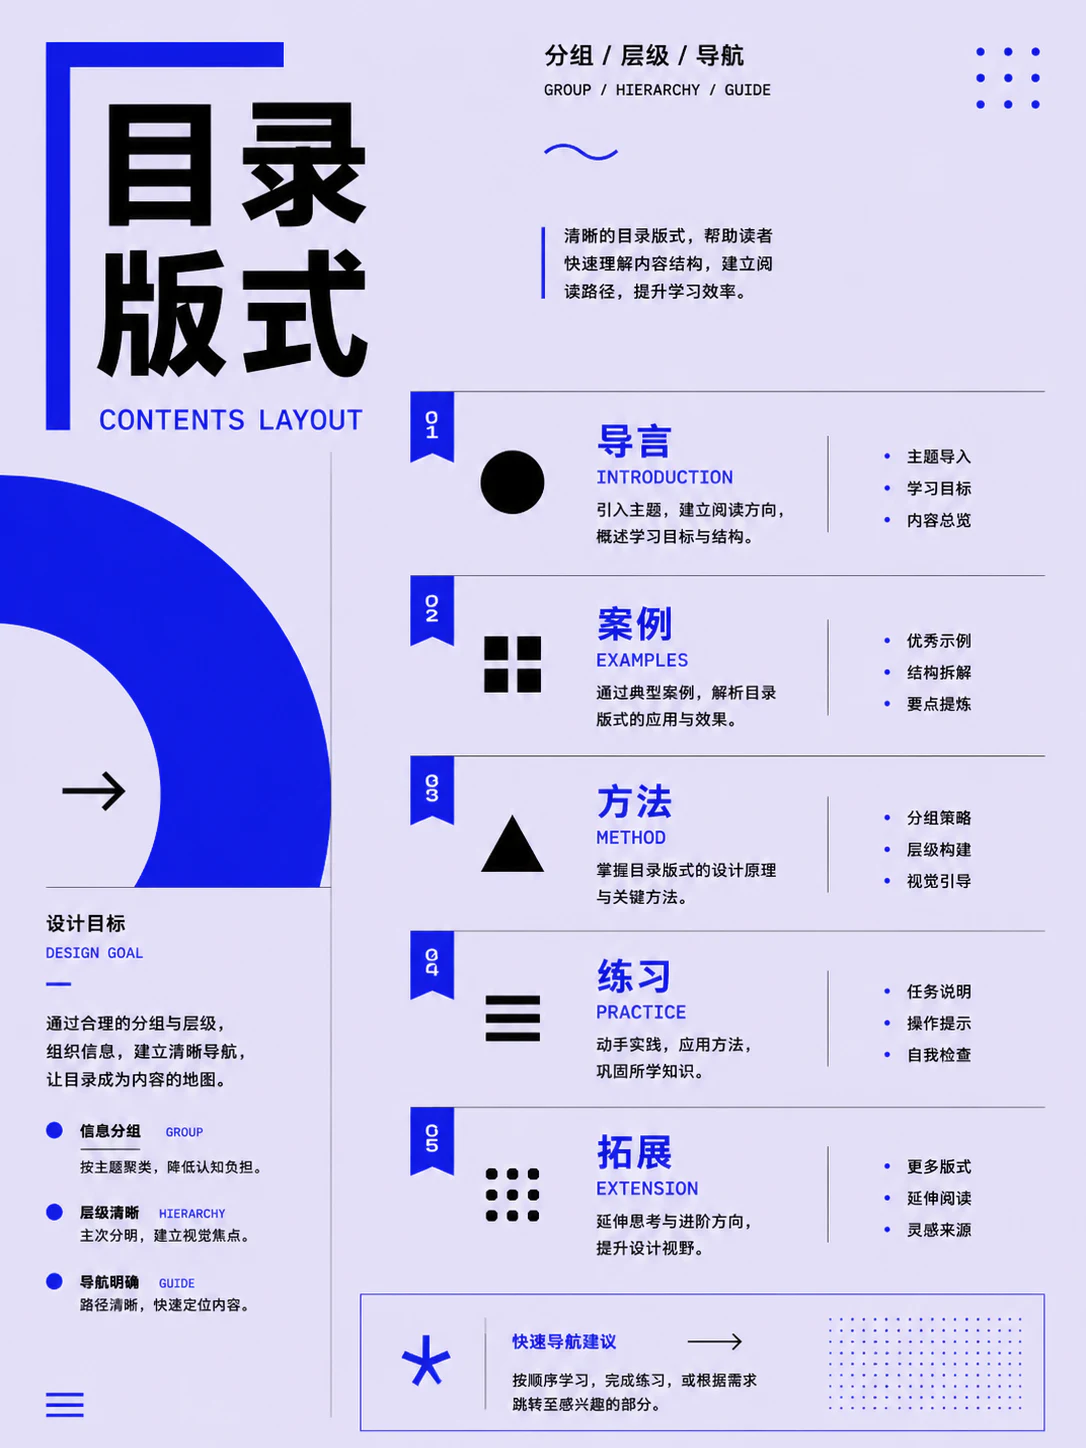 目录
版式
CONTENTS LAYOUT
分组 / 层级 / 导航
GROUP / HIERARCHY / GUIDE
清晰的目录版式，帮助读者
快速理解内容结构，建立阅
读路径，提升学习效率。
01
导言
INTRODUCTION
引入主题，建立阅读方向，
概述学习目标与结构。
• 主题导入
• 学习目标
• 内容总览
02
案例
EXAMPLES
通过典型案例，解析目录
版式的应用与效果。
• 优秀示例
• 结构拆解
• 要点提炼
03
方法
METHOD
掌握目录版式的设计原理
与关键方法。
• 分组策略
• 层级构建
• 视觉引导
04
练习
PRACTICE
动手实践，应用方法，
巩固所学知识。
• 任务说明
• 操作提示
• 自我检查
05
拓展
EXTENSION
延伸思考与进阶方向，
提升设计视野。
• 更多版式
• 延伸阅读
• 灵感来源
设计目标
DESIGN GOAL
通过合理的分组与层级，
组织信息，建立清晰导航，
让目录成为内容的地图。
信息分组 GROUP
按主题聚类，降低认知负担。
层级清晰 HIERARCHY
主次分明，建立视觉焦点。
导航明确 GUIDE
路径清晰，快速定位内容。
快速导航建议
按顺序学习，完成练习，或根据需求
跳转至感兴趣的部分。